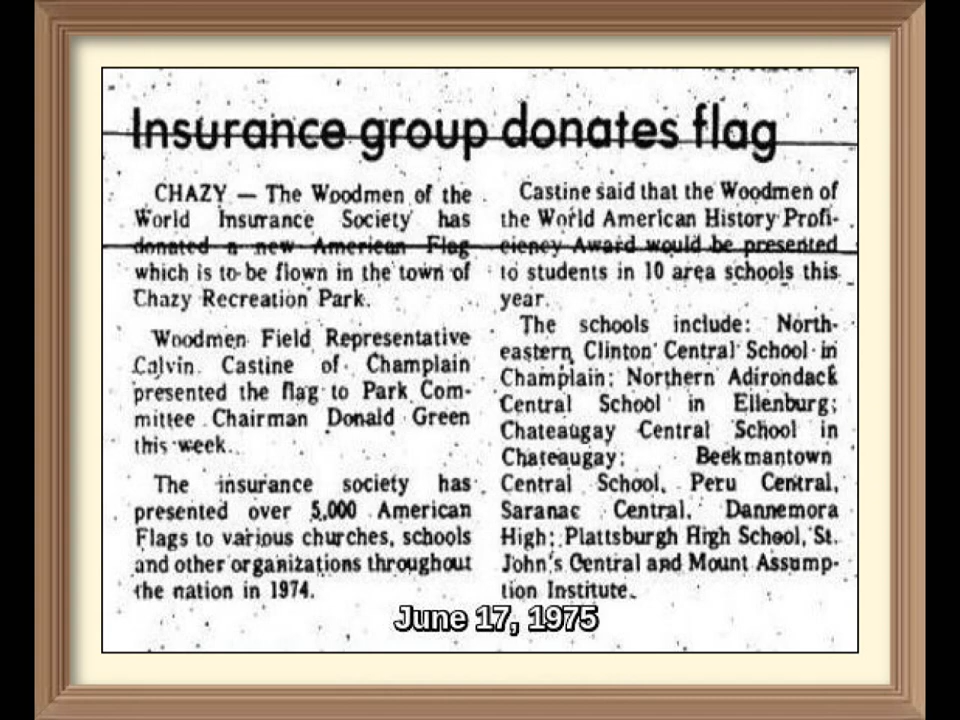 Insurance group donates flag
CHAZY — The Woodmen of the
World Insurance Society has
donated a new American Flag
which is to be flown in the town of
Chazy Recreation Park.
Woodmen Field Representative
Calvin Castine of Champlain
presented the flag to Park Com-
mittee Chairman Donald Green
this week.
The insurance society has
presented over 5,000 American
Flags to various churches, schools
and other organizations throughout
the nation in 1974.
Castine said that the Woodmen of
the World American History Profi-
ciency Award would be presented
to students in 10 area schools this
year.
The schools include: North-
eastern Clinton Central School in
Champlain; Northern Adirondack
Central School in Ellenburg;
Chateaugay Central School in
Chateaugay; Beekmantown
Central School, Peru Central,
Saranac Central, Dannemora
High; Plattsburgh High School, St.
John's Central and Mount Assump-
tion Institute.
June 17, 1975